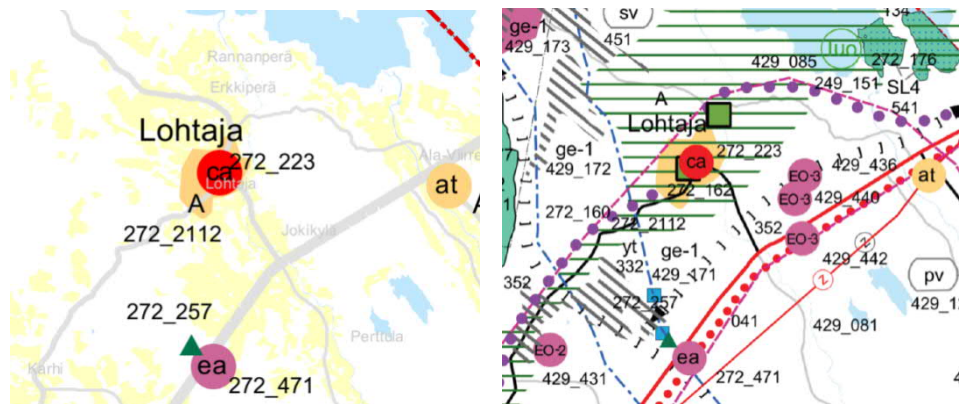 Rannanperä
Erkkiperä
Lohtaja
272_223
ca
Lohtaja
A
272_2112
Jokikylä
at
272_257
Perttula
ea
Karhi
272_471
ge-1
429_173
sv
451
134
luo
272_176
429_085
249_151
SL4
541
A
Lohtaja
ge-1
429_172
ca
272_223
272_162
EO-3
429_436
at
EO-3
429_440
272_160
272_2112
352
EO-3
yt
ge-1
332
429_171
z
429_442
pv
352
272_257
z
041
429_081
EO-2
ea
429_431
272_471